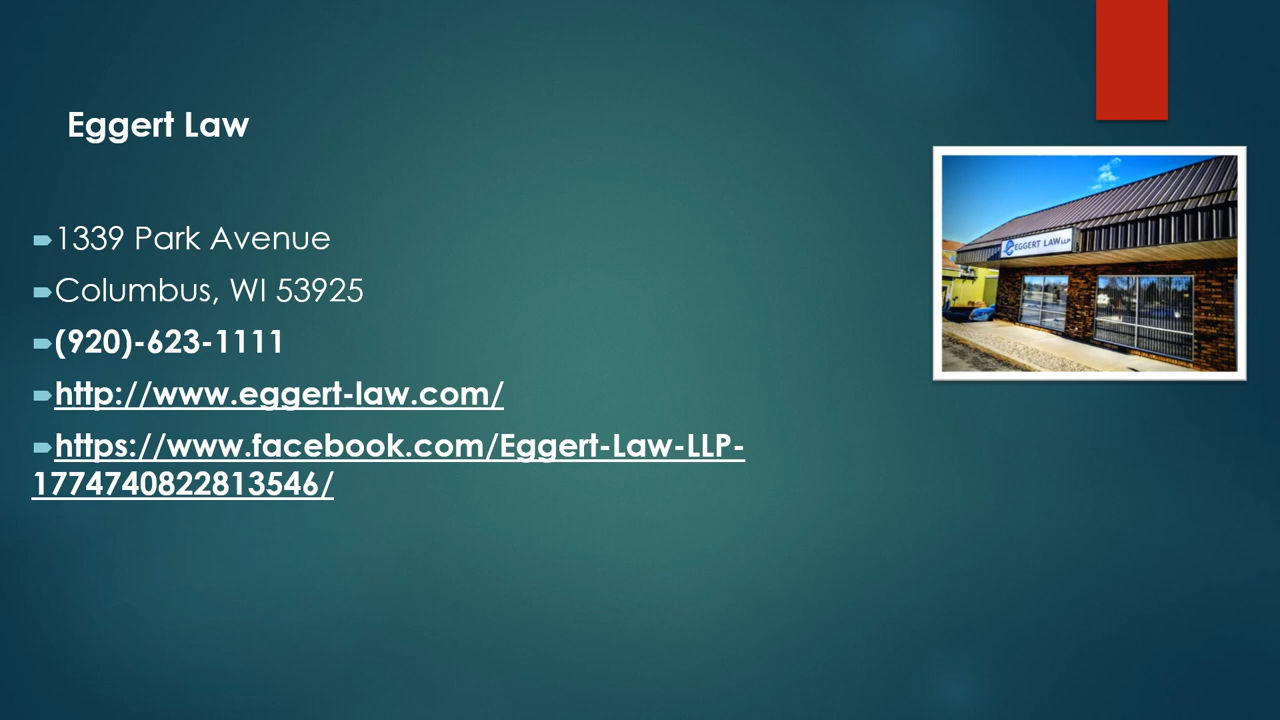 Eggert Law
1339 Park Avenue
Columbus, WI 53925
(920)-623-1111
http://www.eggert-law.com/
https://www.facebook.com/Eggert-Law-LLP-
1774740822813546/
EGGERT LAW LLP